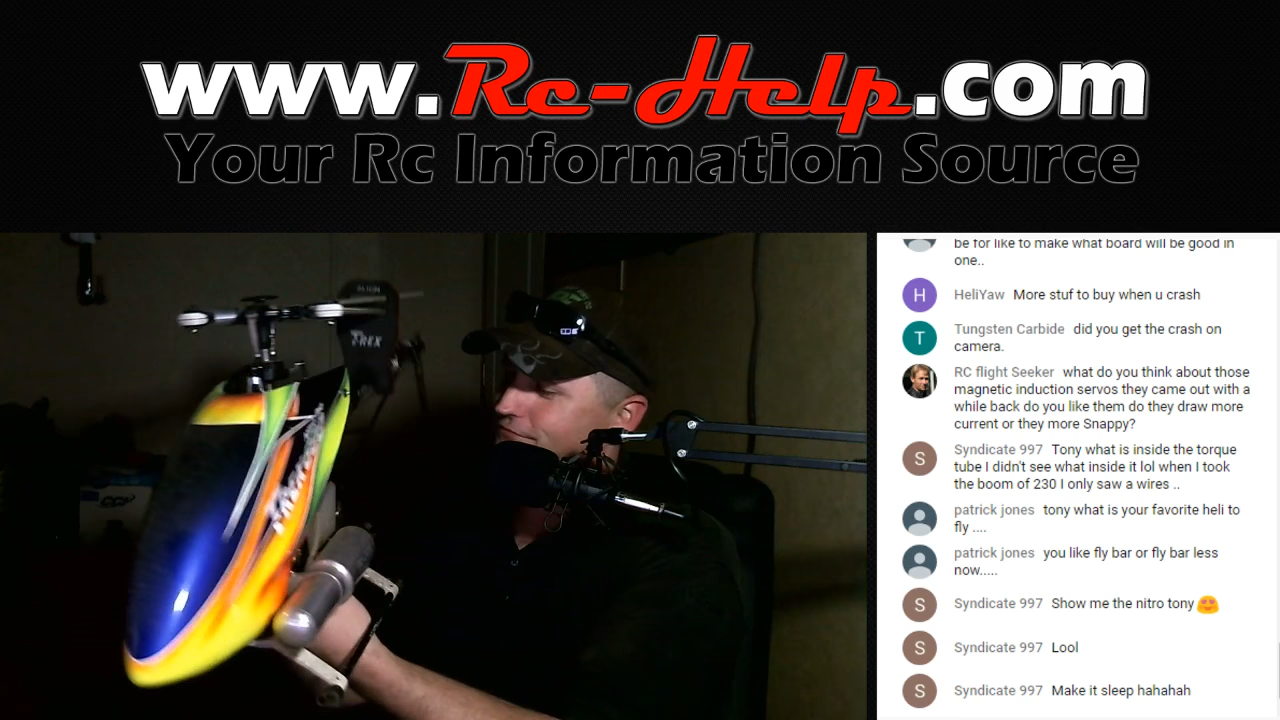 www.Rc-Help.com
Your Rc Information Source
T-REX
be for like to make what board will be good in
one..
H
HeliYaw More stuf to buy when u crash
T
Tungsten Carbide did you get the crash on
camera.
RC flight Seeker what do you think about those
magnetic induction servos they came out with a
while back do you like them do they draw more
current or they more Snappy?
S
Syndicate 997 Tony what is inside the torque
tube I didn't see what inside it lol when I took
the boom of 230 I only saw a wires ..
patrick jones tony what is your favorite heli to
fly ....
patrick jones you like fly bar or fly bar less
now.....
S
Syndicate 997 Show me the nitro tony 😍
S
Syndicate 997 Lool
S
Syndicate 997 Make it sleep hahahah